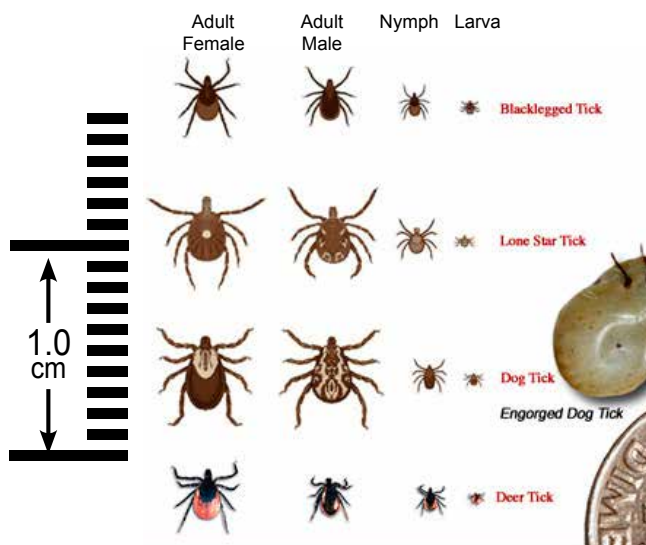 Adult
Female
Adult
Male
Nymph
Larva
Blacklegged Tick
Lone Star Tick
1.0
cm
Dog Tick
Engorged Dog Tick
Deer Tick